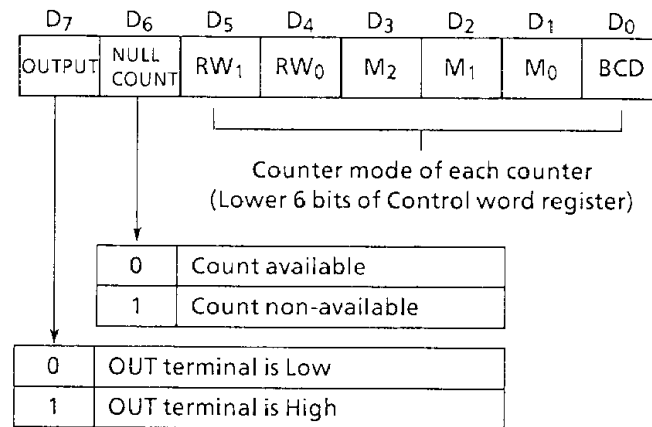 D₇ D₆ D₅ D₄ D₃ D₂ D₁ D₀
OUTPUT NULL COUNT RW₁ RW₀ M₂ M₁ M₀ BCD
Counter mode of each counter
(Lower 6 bits of Control word register)
0 Count available
1 Count non-available
0 OUT terminal is Low
1 OUT terminal is High